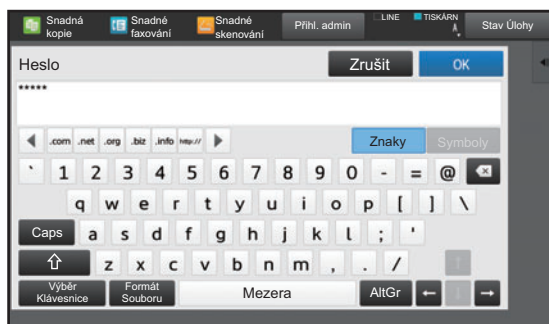 Snadná kopie
Snadné faxování
Snadné skenování
Přihl. admin
LINE
TISKÁRN
Stav Úlohy
Heslo
Zrušit
OK
*****
.com .net .org .biz .info http://
Znaky
Symboly
` 1 2 3 4 5 6 7 8 9 0 - = @
q w e r t y u i o p [ ] \
Caps a s d f g h j k l ; '
z x c v b n m , . /
Výběr Klávesnice
Formát Souboru
Mezera
AltGr